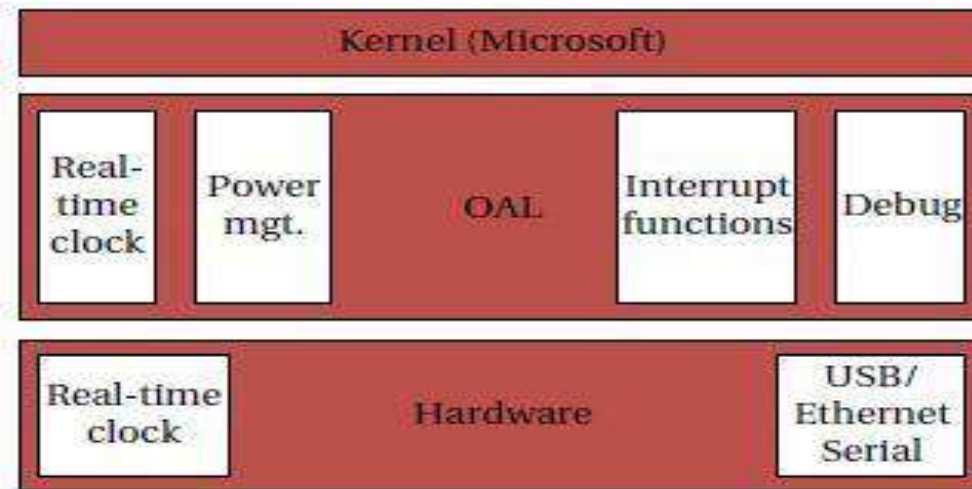 Kernel (Microsoft)
Real-
time
clock
Power
mgt.
OAL
Interrupt
functions
Debug
Real-time
clock
Hardware
USB/
Ethernet
Serial